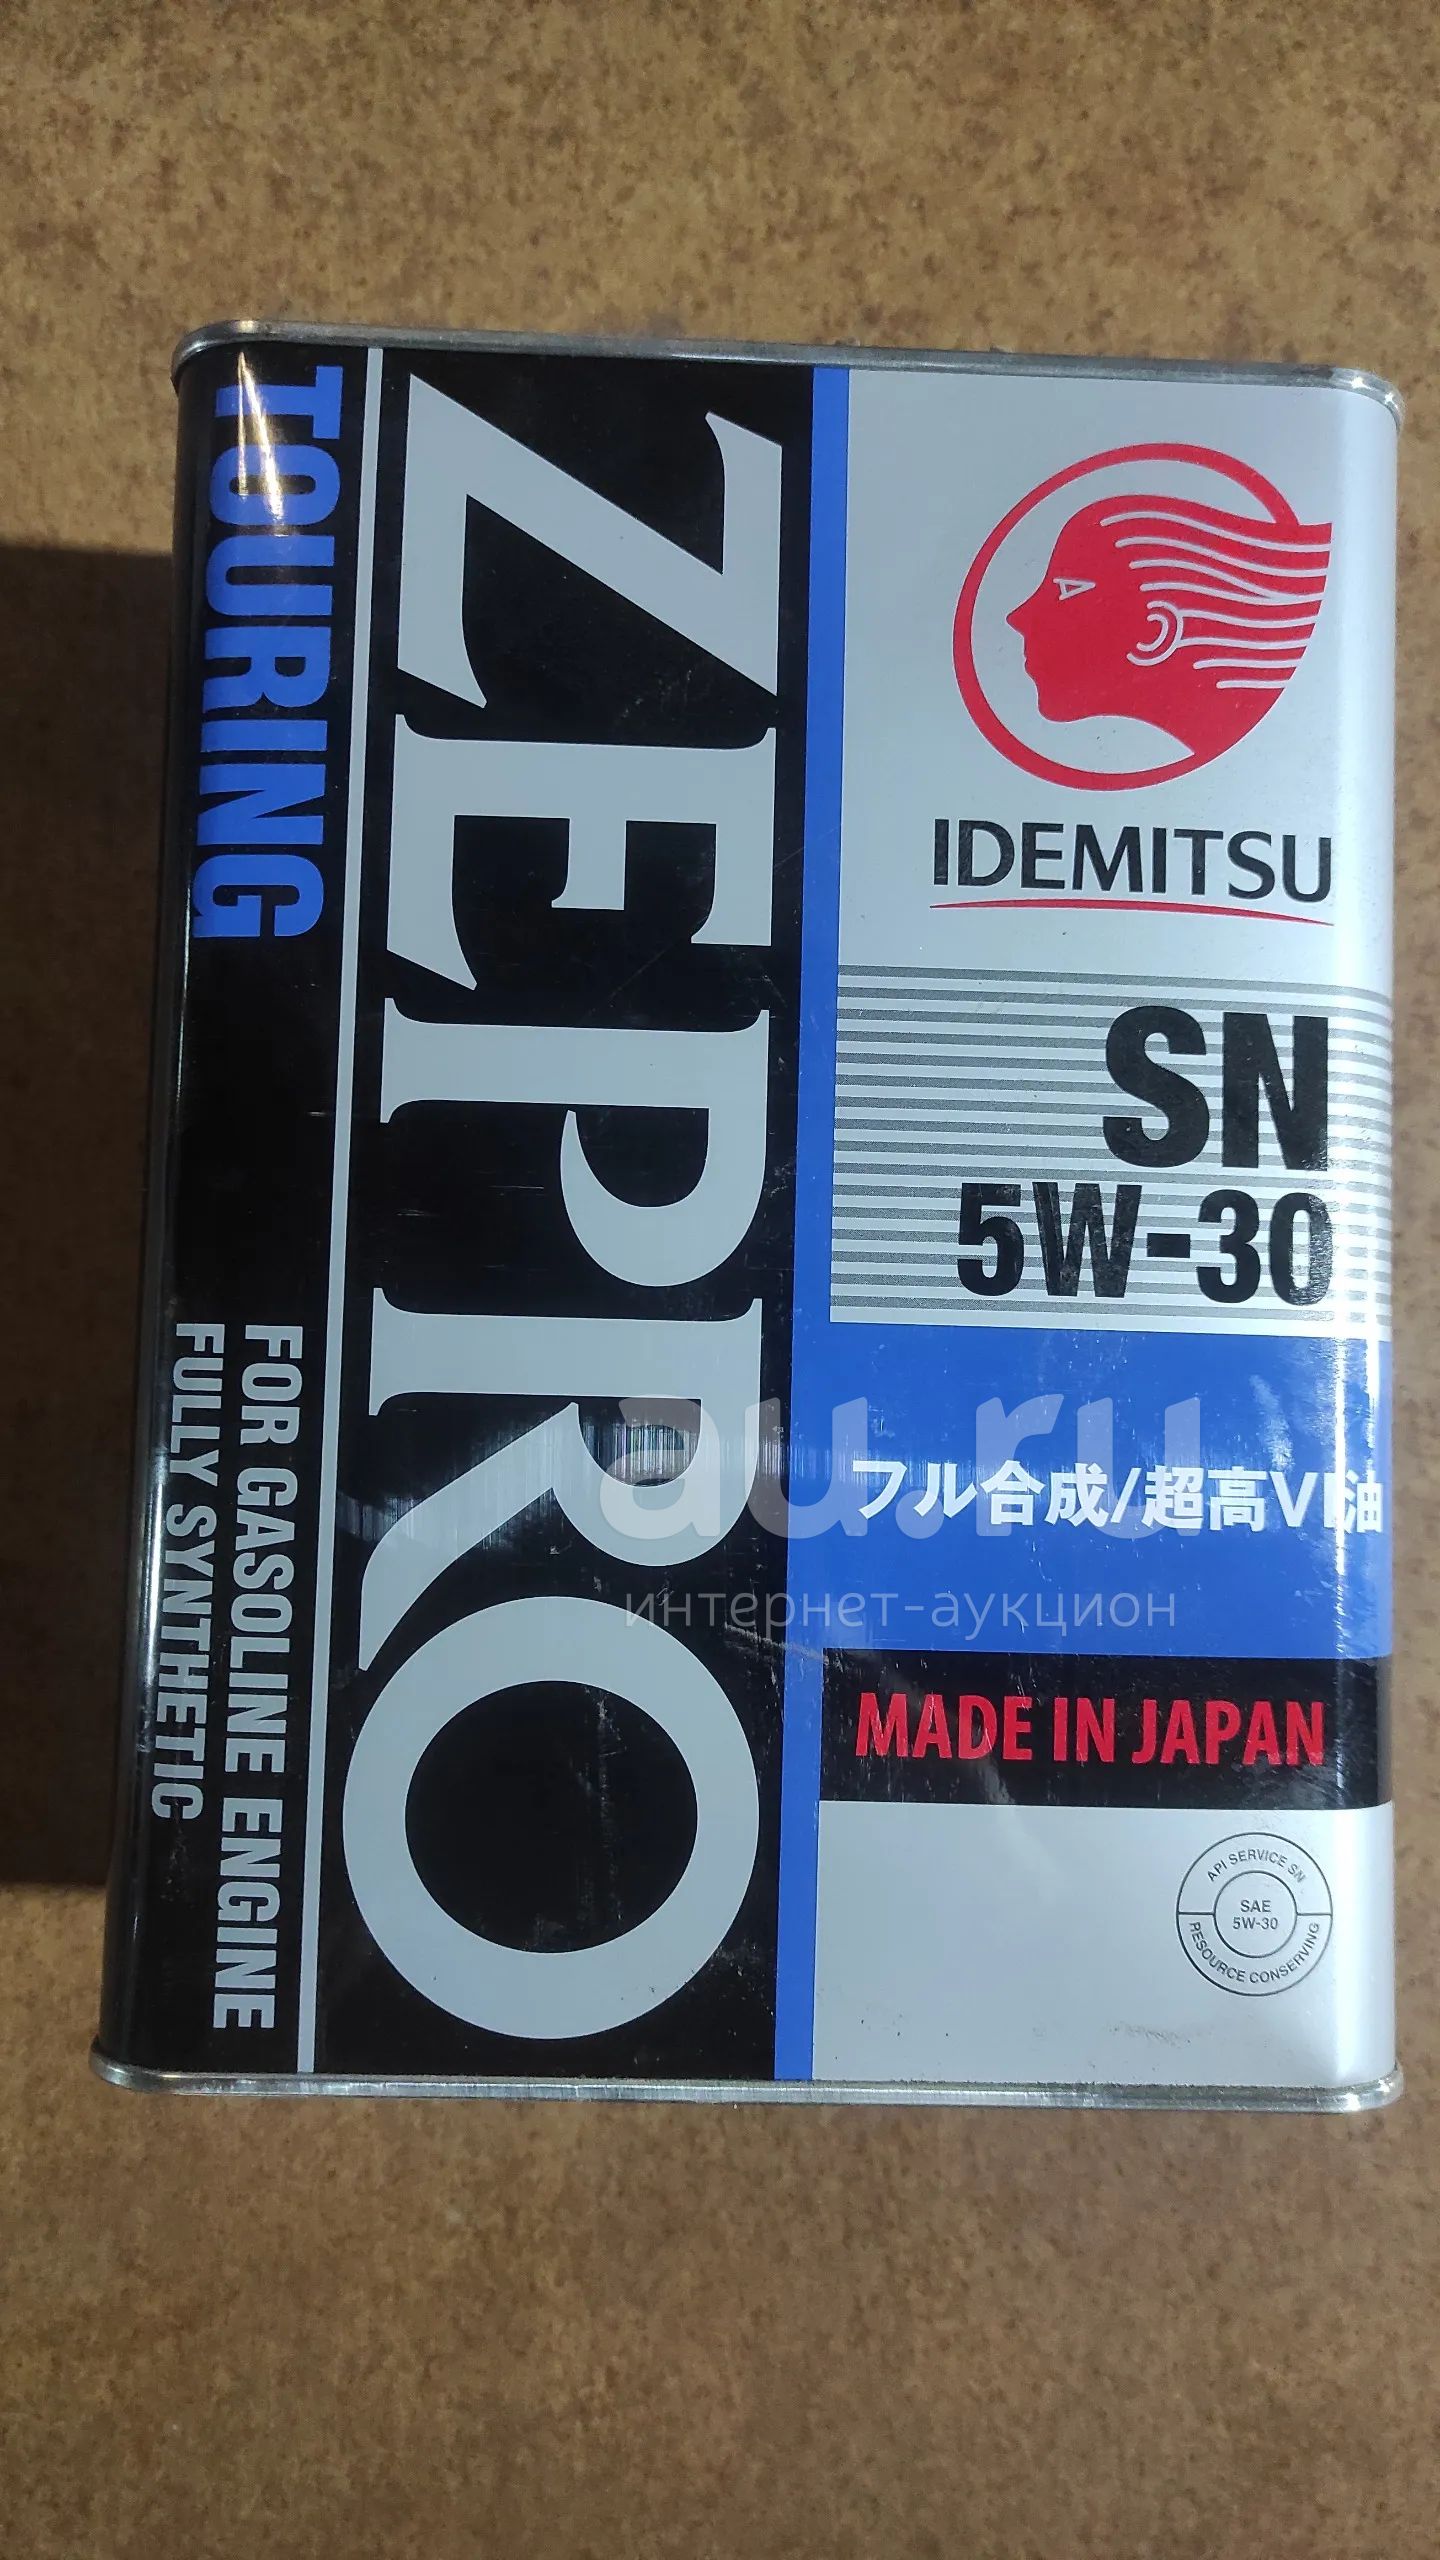 IDEMITSU
SN
5W-30
フル合成/超高VI油
MADE IN JAPAN
API SERVICE SN
SAE
5W-30
RESOURCE CONSERVING
ZEPRO
TOURING
FOR GASOLINE ENGINE
FULLY SYNTHETIC
au.ru
интернет-аукцион